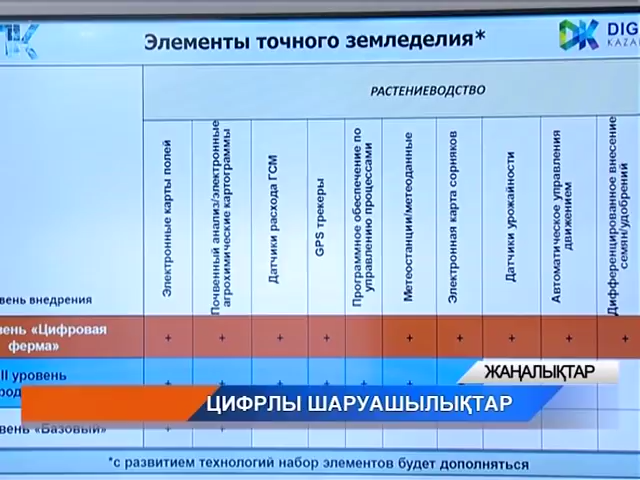 Элементы точного земледелия*
DIG
KAZA
РАСТЕНИЕВОДСТВО
вень внедрения
Электронные карты полей
Почвенный анализ/электронные
агрохимические картограммы
Датчики расхода ГСМ
GPS трекеры
Программное обеспечение по
управлению процессами
Метеостанции/метеоданные
Электронная карта сорняков
Датчики урожайности
Автоматическое управления
движением
Дифференцированное внесение
семян/удобрений
вень «Цифровая
ферма»
+ + + + + + + + + +
II уровень
ЖАҢАЛЫҚТАР
ЦИФРЛЫ ШАРУАШЫЛЫҚТАР
вень «Базовый»
*с развитием технологий набор элементов будет дополняться